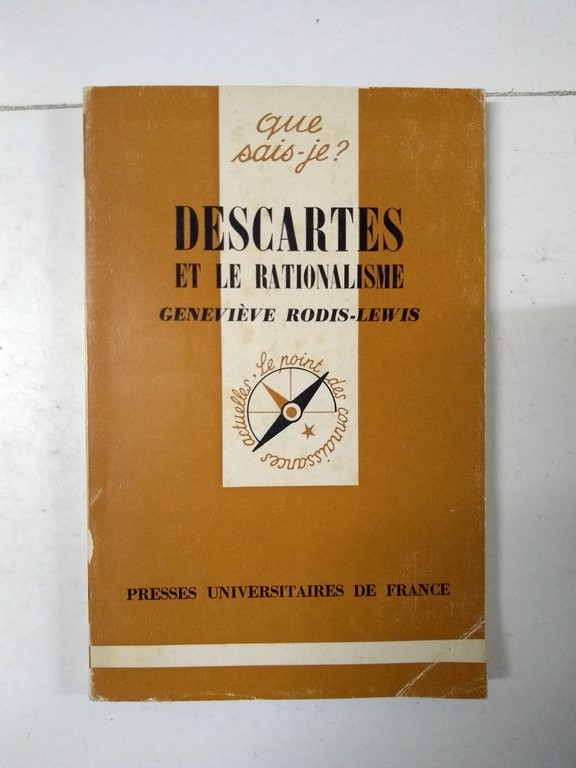 que
sais-je?
DESCARTES
ET LE RATIONALISME
GENEVIÈVE RODIS-LEWIS
Le point des connaissances actuelles.
PRESSES UNIVERSITAIRES DE FRANCE